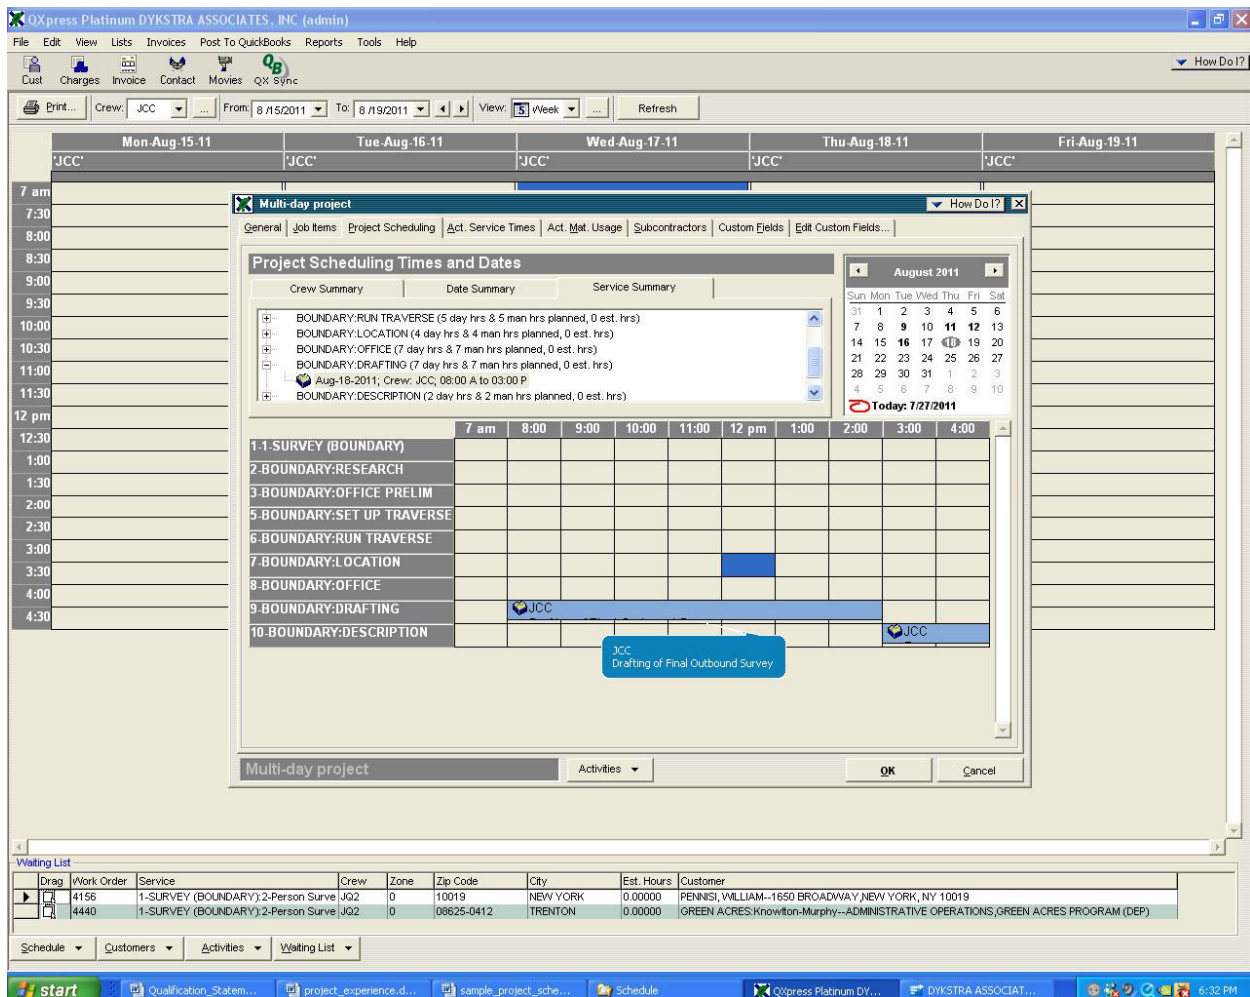 QXpress Platinum DYKSTRA ASSOCIATES, INC (admin)
File Edit View Lists Invoices Post To QuickBooks Reports Tools Help
Cust Charges Invoice Contact Movies QX Sync
How Do I?
Print... Crew: JCC ... From: 8 /15/2011 To: 8 /19/2011 View: 5 Week ... Refresh
Mon-Aug-15-11 Tue-Aug-16-11 Wed-Aug-17-11 Thu-Aug-18-11 Fri-Aug-19-11
'JCC' 'JCC' 'JCC' 'JCC' 'JCC'
7 am
7:30
8:00
8:30
9:00
9:30
10:00
10:30
11:00
11:30
12 pm
12:30
1:00
1:30
2:00
2:30
3:00
3:30
4:00
4:30
Multi-day project
How Do I? X
General Job Items Project Scheduling Act. Service Times Act. Mat. Usage Subcontractors Custom Fields Edit Custom Fields...
Project Scheduling Times and Dates
Crew Summary Date Summary Service Summary
BOUNDARY:RUN TRAVERSE (5 day hrs & 5 man hrs planned, 0 est. hrs)
BOUNDARY:LOCATION (4 day hrs & 4 man hrs planned, 0 est. hrs)
BOUNDARY:OFFICE (7 day hrs & 7 man hrs planned, 0 est. hrs)
BOUNDARY:DRAFTING (7 day hrs & 7 man hrs planned, 0 est. hrs)
Aug-18-2011; Crew: JCC; 08:00 A to 03:00 P
BOUNDARY:DESCRIPTION (2 day hrs & 2 man hrs planned, 0 est. hrs)
August 2011
Sun Mon Tue Wed Thu Fri Sat
31 1 2 3 4 5 6
7 8 9 10 11 12 13
14 15 16 17 18 19 20
21 22 23 24 25 26 27
28 29 30 31 1 2 3
4 5 6 7 8 9 10
Today: 7/27/2011
7 am 8:00 9:00 10:00 11:00 12 pm 1:00 2:00 3:00 4:00
1-1-SURVEY (BOUNDARY)
2-BOUNDARY:RESEARCH
3-BOUNDARY:OFFICE PRELIM
5-BOUNDARY:SET UP TRAVERSE
6-BOUNDARY:RUN TRAVERSE
7-BOUNDARY:LOCATION
8-BOUNDARY:OFFICE
9-BOUNDARY:DRAFTING JCC
10-BOUNDARY:DESCRIPTION JCC
JCC
Drafting of Final Outbound Survey
Multi-day project Activities OK Cancel
Waiting List
Drag Work Order Service Crew Zone Zip Code City Est. Hours Customer
4156 1-SURVEY (BOUNDARY):2-Person Surve JQ2 0 10019 NEW YORK 0.00000 PENNISI, WILLIAM--1650 BROADWAY,NEW YORK, NY 10019
4440 1-SURVEY (BOUNDARY):2-Person Surve JQ2 0 08625-0412 TRENTON 0.00000 GREEN ACRES:Knowlton-Murphy--ADMINISTRATIVE OPERATIONS,GREEN ACRES PROGRAM (DEP)
Schedule Customers Activities Waiting List
start Qualification_Statem... project_experience.d... sample_project_sche... Schedule QXpress Platinum DY... DYKSTRA ASSOCIAT... 6:32 PM